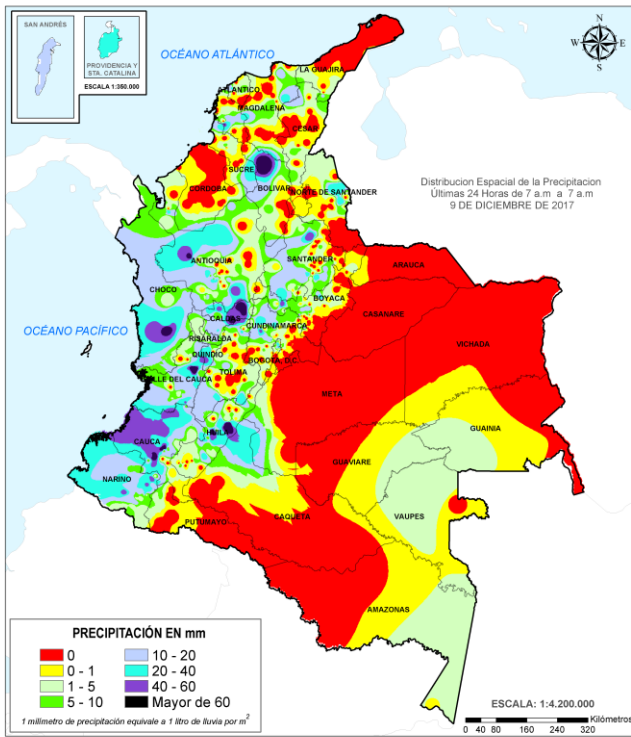 SAN ANDRÉS
PROVIDENCIA Y
STA. CATALINA
ESCALA 1:350.000
OCÉANO ATLÁNTICO
N
W E
S
LA GUAJIRA
ATLANTICO
MAGDALENA
CESAR
SUCRE
CORDOBA
BOLIVAR
NORTE DE SANTANDER
Distribucion Espacial de la Precipitacion
Últimas 24 Horas de 7 a.m a 7 a.m
9 DE DICIEMBRE DE 2017
ANTIOQUIA
SANTANDER
ARAUCA
CHOCO
BOYACA
CASANARE
OCÉANO PACÍFICO
CALDAS
CUNDINAMARCA
RISARALDA
VICHADA
QUINDIO
BOGOTA D.C.
TOLIMA
VALLE DEL CAUCA
META
GUAINIA
HUILA
CAUCA
GUAVIARE
NARINO
VAUPES
CAQUETA
PUTUMAYO
AMAZONAS
PRECIPITACIÓN EN mm
0 10 - 20
0 - 1 20 - 40
1 - 5 40 - 60
5 - 10 Mayor de 60
1 milimetro de precipitación equivale a 1 litro de lluvia por m2
ESCALA: 1:4.200.000
Kilómetros
0 40 80 160 240 320